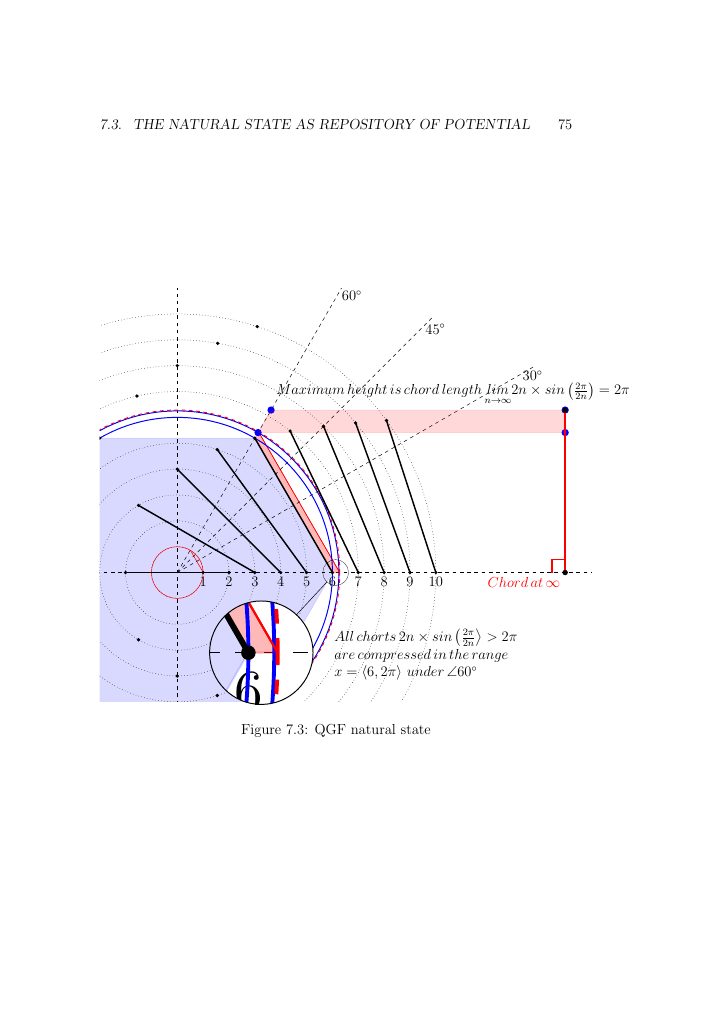 7.3. THE NATURAL STATE AS REPOSITORY OF POTENTIAL 75
60°
45°
30°
Maximum height is chord length lim n→∞ 2n × sin (2π/2n) = 2π
1 2 3 4 5 6 7 8 9 10
Chord at ∞
6
All chorts 2n × sin (2π/2n) > 2π
are compressed in the range
x = ⟨6, 2π⟩ under ∠60°
Figure 7.3: QGF natural state